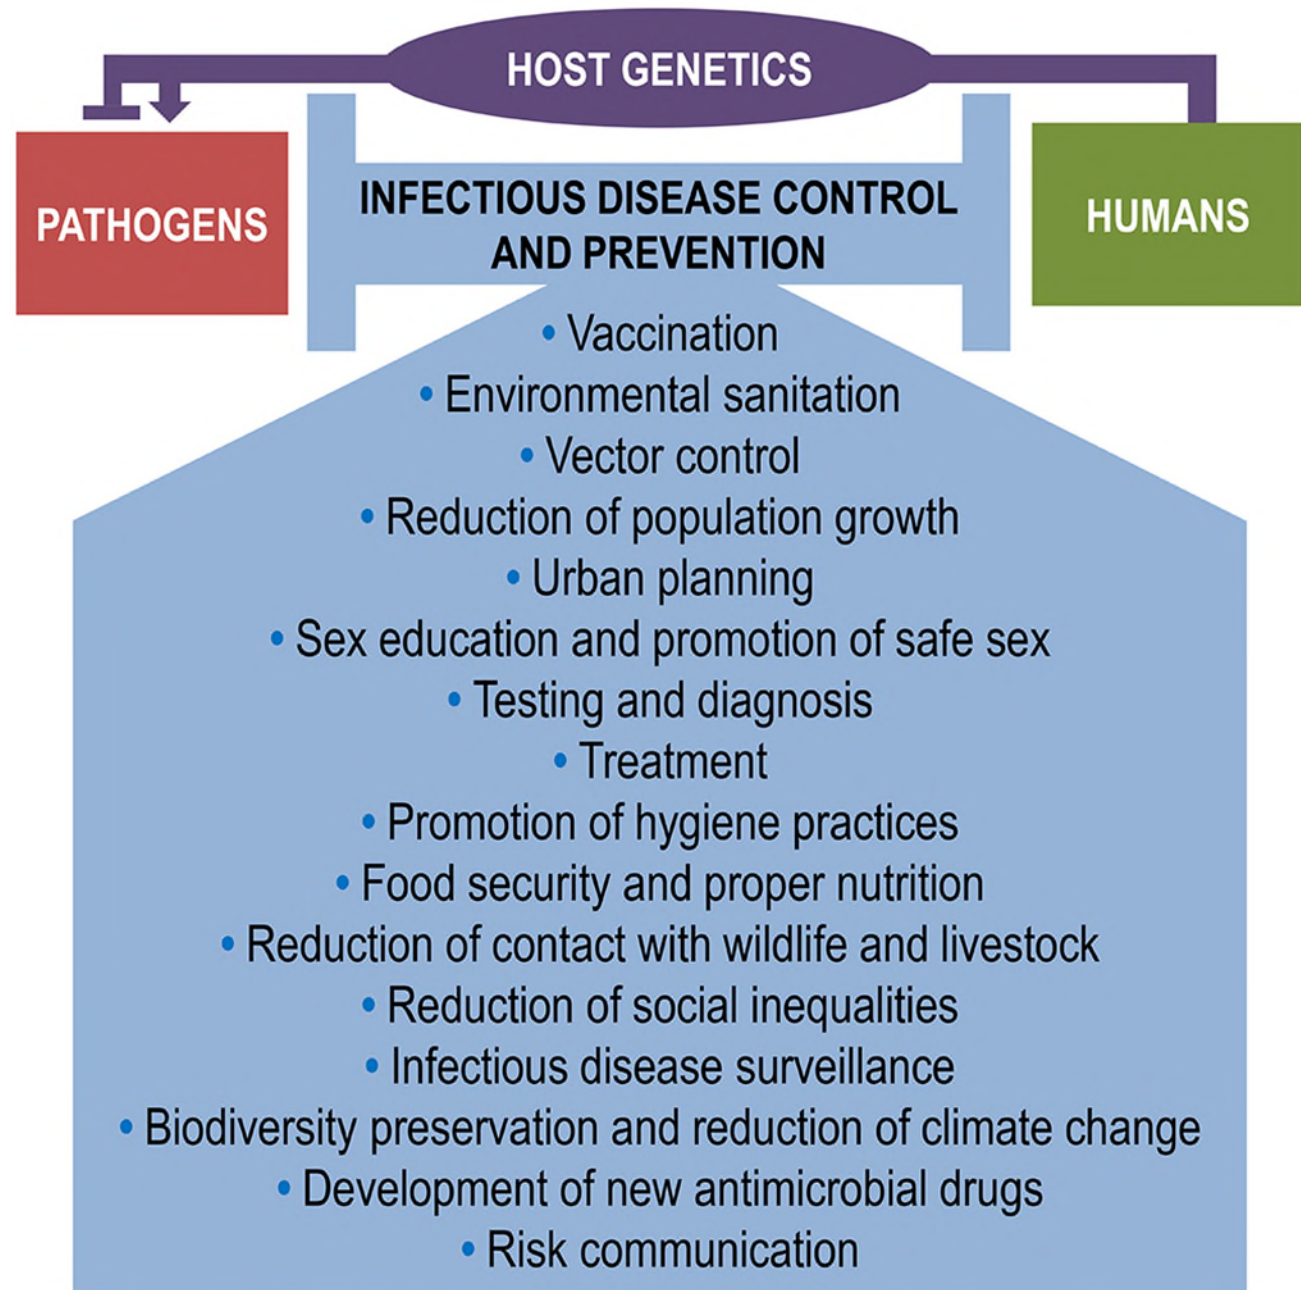 HOST GENETICS
PATHOGENS
INFECTIOUS DISEASE CONTROL
AND PREVENTION
HUMANS
• Vaccination
• Environmental sanitation
• Vector control
• Reduction of population growth
• Urban planning
• Sex education and promotion of safe sex
• Testing and diagnosis
• Treatment
• Promotion of hygiene practices
• Food security and proper nutrition
• Reduction of contact with wildlife and livestock
• Reduction of social inequalities
• Infectious disease surveillance
• Biodiversity preservation and reduction of climate change
• Development of new antimicrobial drugs
• Risk communication